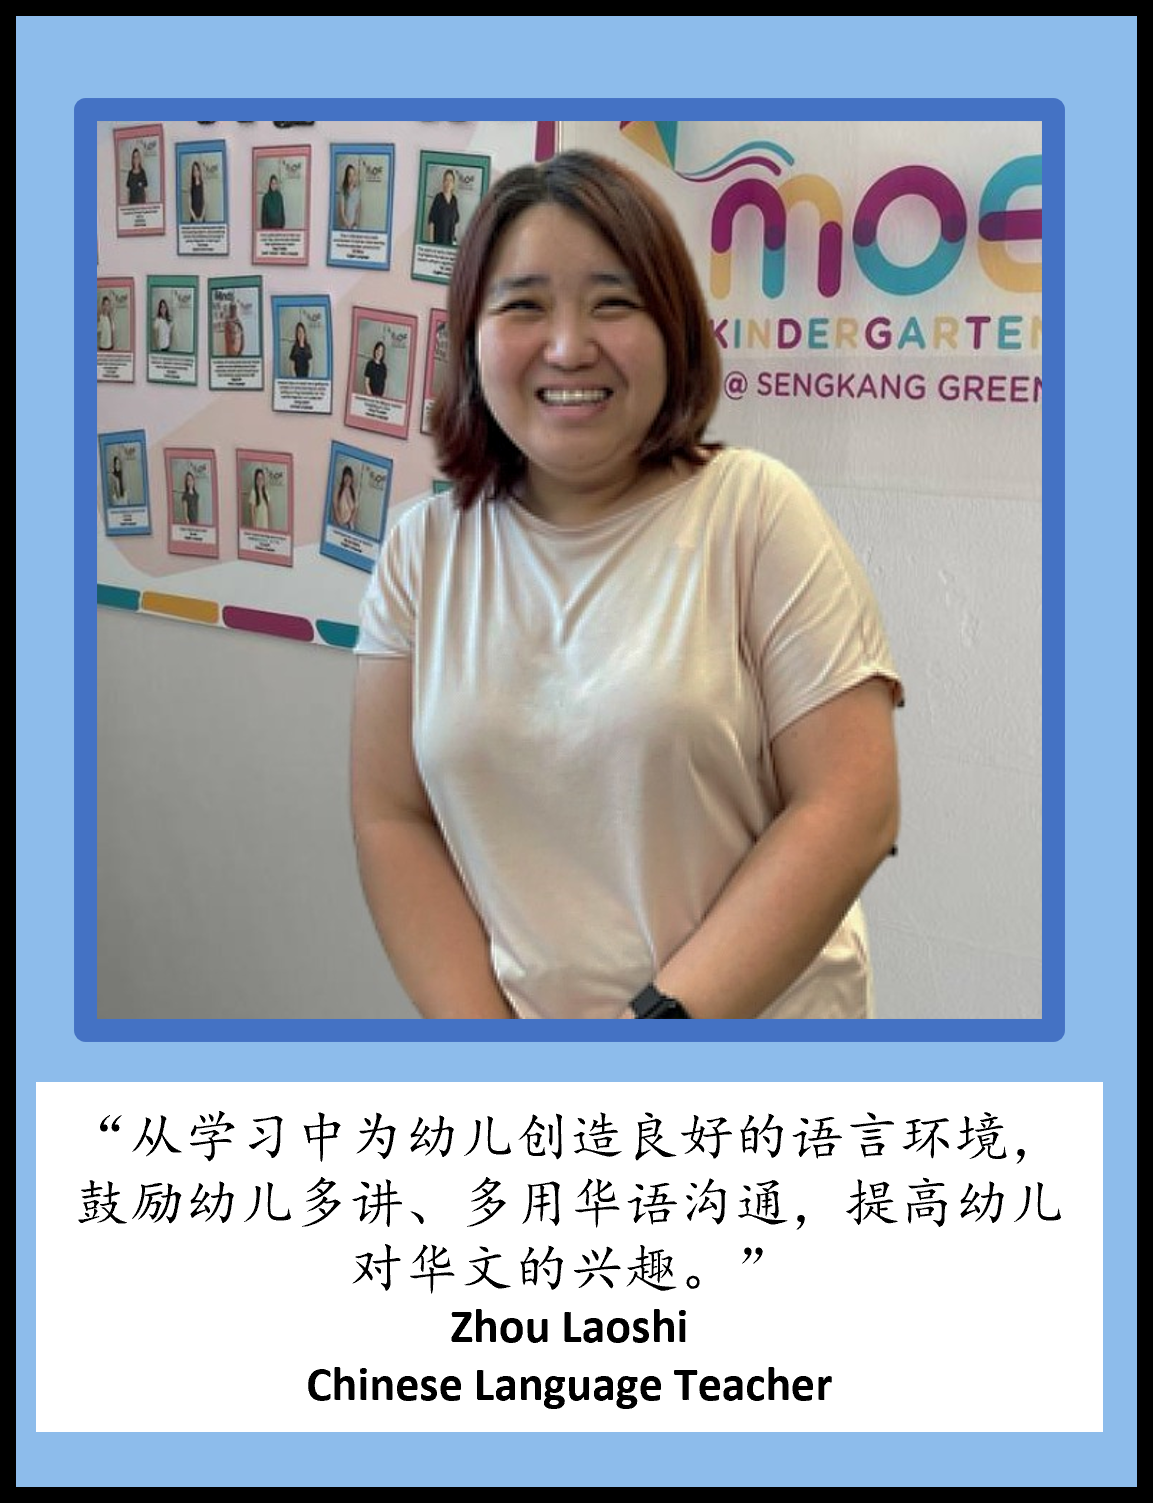 moe
KINDERGARTEN
@ SENGKANG GREEN
“从学习中为幼儿创造良好的语言环境，
鼓励幼儿多讲、多用华语沟通，提高幼儿
对华文的兴趣。”
Zhou Laoshi
Chinese Language Teacher